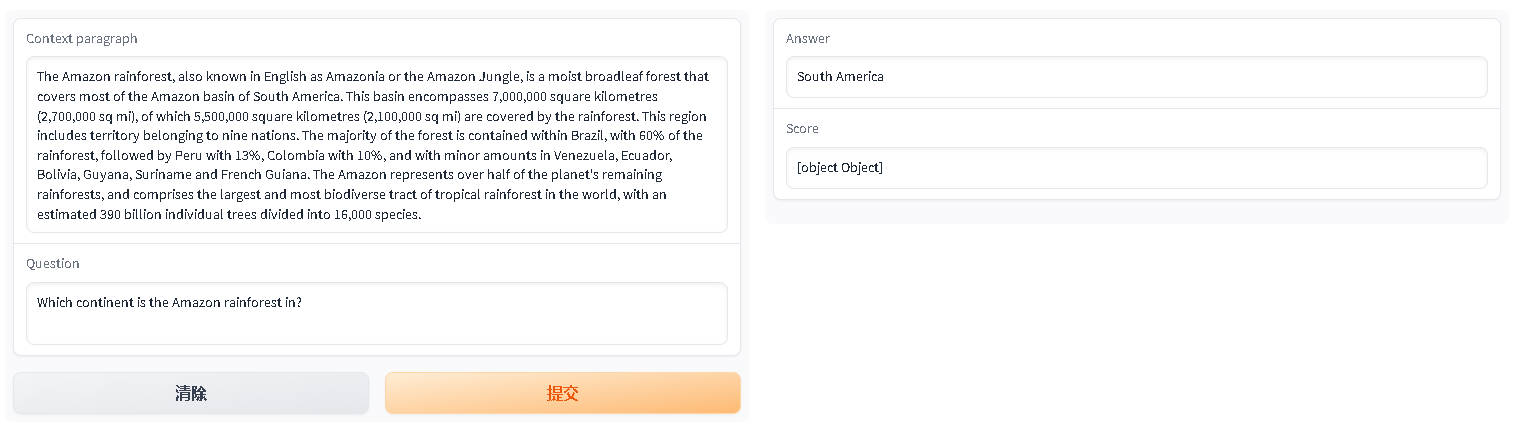 Context paragraph
The Amazon rainforest, also known in English as Amazonia or the Amazon Jungle, is a moist broadleaf forest that
covers most of the Amazon basin of South America. This basin encompasses 7,000,000 square kilometres
(2,700,000 sq mi), of which 5,500,000 square kilometres (2,100,000 sq mi) are covered by the rainforest. This region
includes territory belonging to nine nations. The majority of the forest is contained within Brazil, with 60% of the
rainforest, followed by Peru with 13%, Colombia with 10%, and with minor amounts in Venezuela, Ecuador,
Bolivia, Guyana, Suriname and French Guiana. The Amazon represents over half of the planet's remaining
rainforests, and comprises the largest and most biodiverse tract of tropical rainforest in the world, with an
estimated 390 billion individual trees divided into 16,000 species.
Question
Which continent is the Amazon rainforest in?
清除
提交
Answer
South America
Score
[object Object]